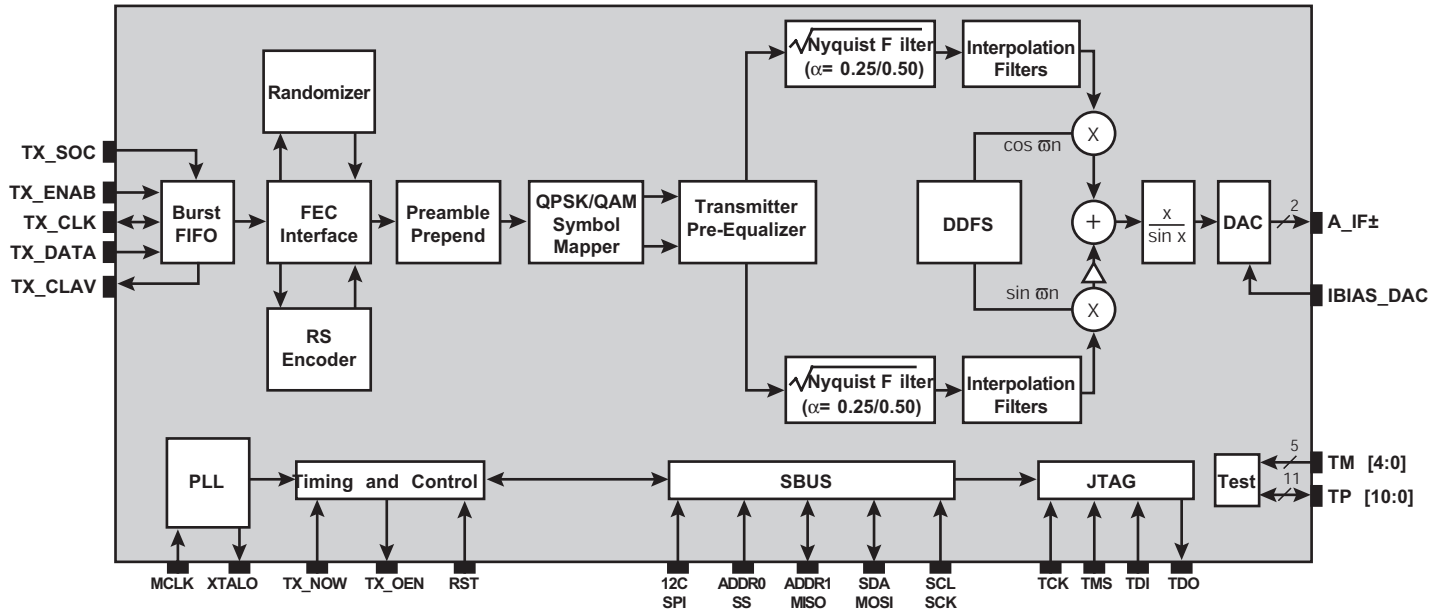 TX_SOC
TX_ENAB
TX_CLK
TX_DATA
TX_CLAV
Burst
FIFO
Randomizer
FEC
Interface
RS
Encoder
Preamble
Prepend
QPSK/QAM
Symbol
Mapper
Transmitter
Pre-Equalizer
√Nyquist F ilter
(α= 0.25/0.50)
Interpolation
Filters
X
cos ϖn
DDFS
+
sin ϖn
X
√Nyquist F ilter
(α= 0.25/0.50)
Interpolation
Filters
x
sin x
DAC
2
A_IF±
IBIAS_DAC
PLL
Timing and Control
SBUS
JTAG
Test
5
TM [4:0]
11
TP [10:0]
MCLK
XTALO
TX_NOW
TX_OEN
RST
12C
SPI
ADDR0
SS
ADDR1
MISO
SDA
MOSI
SCL
SCK
TCK
TMS
TDI
TDO